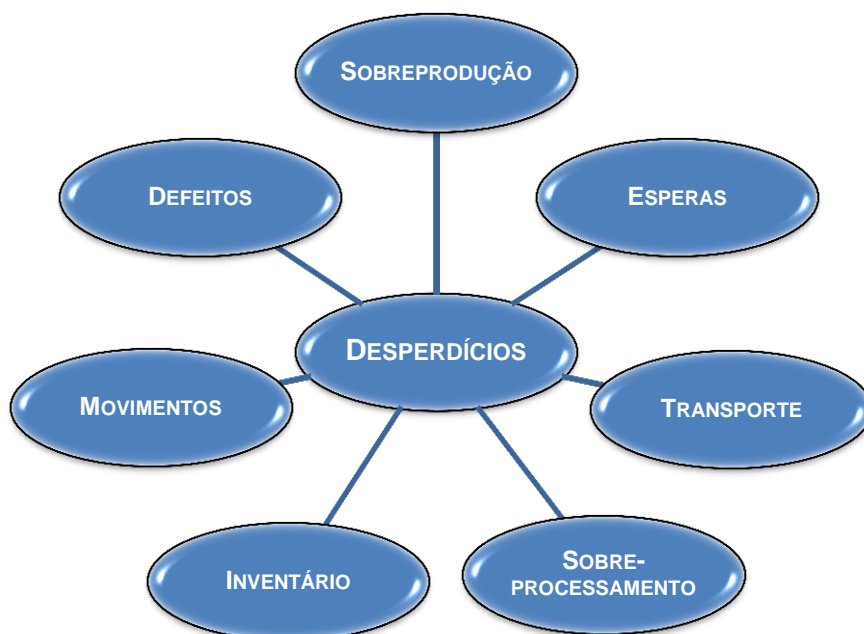 SOBREPRODUÇÃO
DEFEITOS
ESPERAS
DESPERDÍCIOS
MOVIMENTOS
TRANSPORTE
INVENTÁRIO
SOBRE-
PROCESSAMENTO